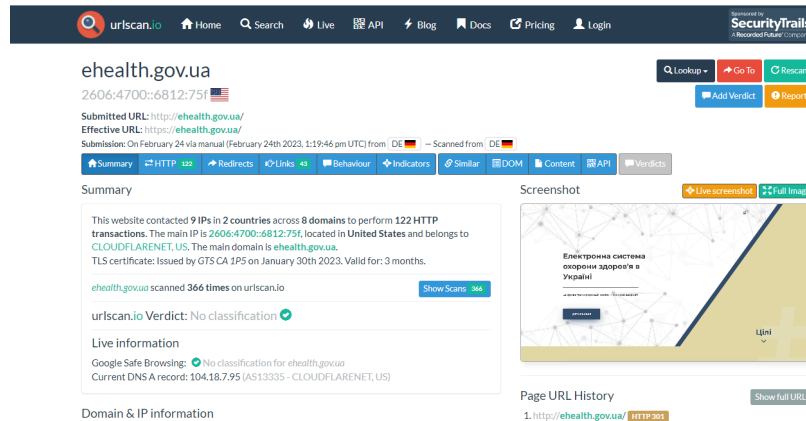 urlscan.io Home Search Live API Blog Docs Pricing Login
Sponsored by
SecurityTrails
A Recorded Future Company
ehealth.gov.ua
Lookup Go To Rescan
2606:4700::6812:75f
Add Verdict Report
Submitted URL: http://ehealth.gov.ua/
Effective URL: https://ehealth.gov.ua/
Submission: On February 24 via manual (February 24th 2023, 1:19:46 pm UTC) from DE — Scanned from DE
Summary HTTP 122 Redirects Links 43 Behaviour Indicators Similar DOM Content API Verdicts
Summary
This website contacted 9 IPs in 2 countries across 8 domains to perform 122 HTTP
transactions. The main IP is 2606:4700::6812:75f, located in United States and belongs to
CLOUDFLARENET, US. The main domain is ehealth.gov.ua.
TLS certificate: Issued by GTS CA 1P5 on January 30th 2023. Valid for: 3 months.
ehealth.gov.ua scanned 366 times on urlscan.io Show Scans 366
urlscan.io Verdict: No classification
Live information
Google Safe Browsing: No classification for ehealth.gov.ua
Current DNS A record: 104.18.7.95 (AS13335 - CLOUDFLARENET, US)
Domain & IP information
Screenshot
Live screenshot Full Imag
Електронна система
охорони здоров'я в
Україні
Цілі
Page URL History
Show full URL
1. http://ehealth.gov.ua/ HTTP 301